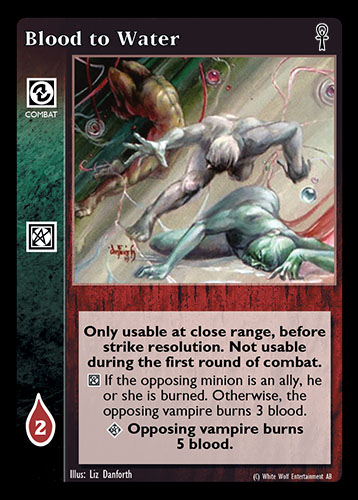 Blood to Water
COMBAT
Only usable at close range, before
strike resolution. Not usable
during the first round of combat.
If the opposing minion is an ally, he
or she is burned. Otherwise, the
opposing vampire burns 3 blood.
Opposing vampire burns
5 blood.
2
Illus: Liz Danforth
(C) White Wolf Entertainment AB